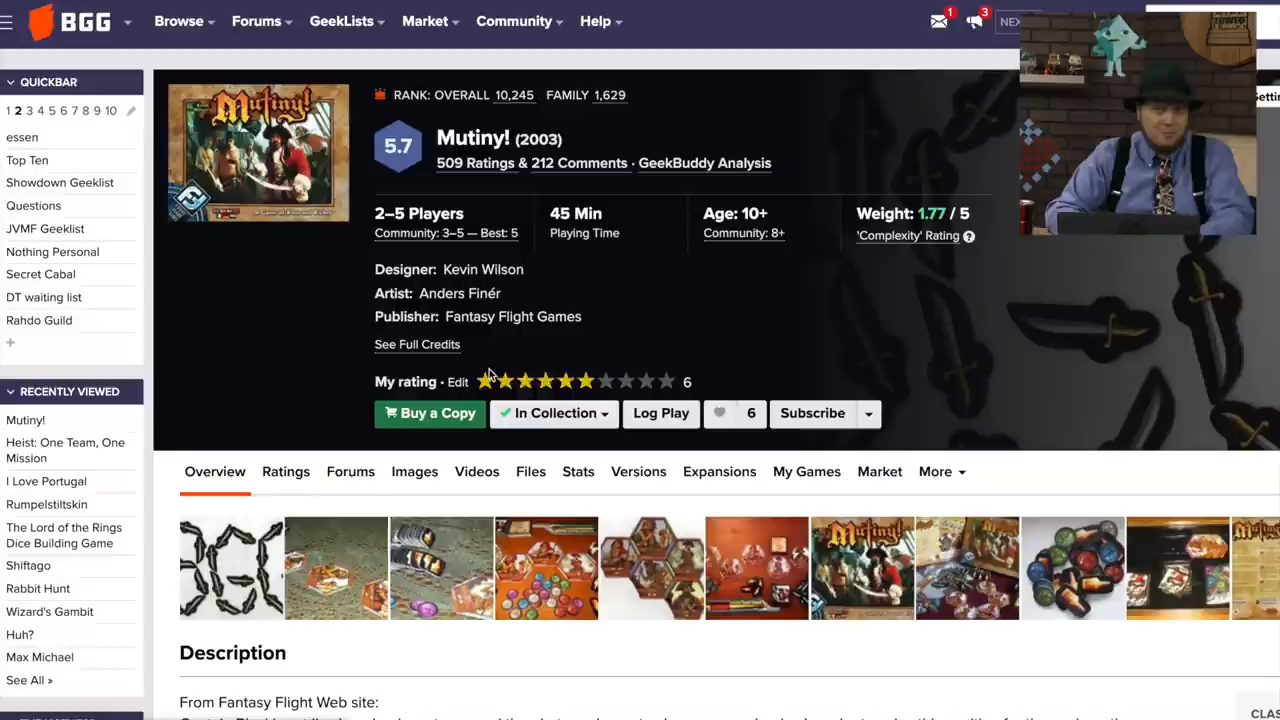 BGG Browse Forums GeekLists Market Community Help 1 3 NEX
QUICKBAR
1 2 3 4 5 6 7 8 9 10
essen
Top Ten
Showdown Geeklist
Questions
JVMF Geeklist
Nothing Personal
Secret Cabal
DT waiting list
Rahdo Guild
+
RECENTLY VIEWED
Mutiny!
Heist: One Team, One
Mission
I Love Portugal
Rumpelstiltskin
The Lord of the Rings
Dice Building Game
Shiftago
Rabbit Hunt
Wizard's Gambit
Huh?
Max Michael
See All »
Mutiny!
RANK: OVERALL 10,245 FAMILY 1,629
5.7
Mutiny! (2003)
509 Ratings & 212 Comments · GeekBuddy Analysis
2–5 Players
Community: 3–5 — Best: 5
45 Min
Playing Time
Age: 10+
Community: 8+
Weight: 1.77 / 5
'Complexity' Rating ?
Designer: Kevin Wilson
Artist: Anders Finér
Publisher: Fantasy Flight Games
See Full Credits
My rating · Edit 6
Buy a Copy In Collection Log Play 6 Subscribe
Overview Ratings Forums Images Videos Files Stats Versions Expansions My Games Market More
Mutiny!
Description
From Fantasy Flight Web site:
CLAS